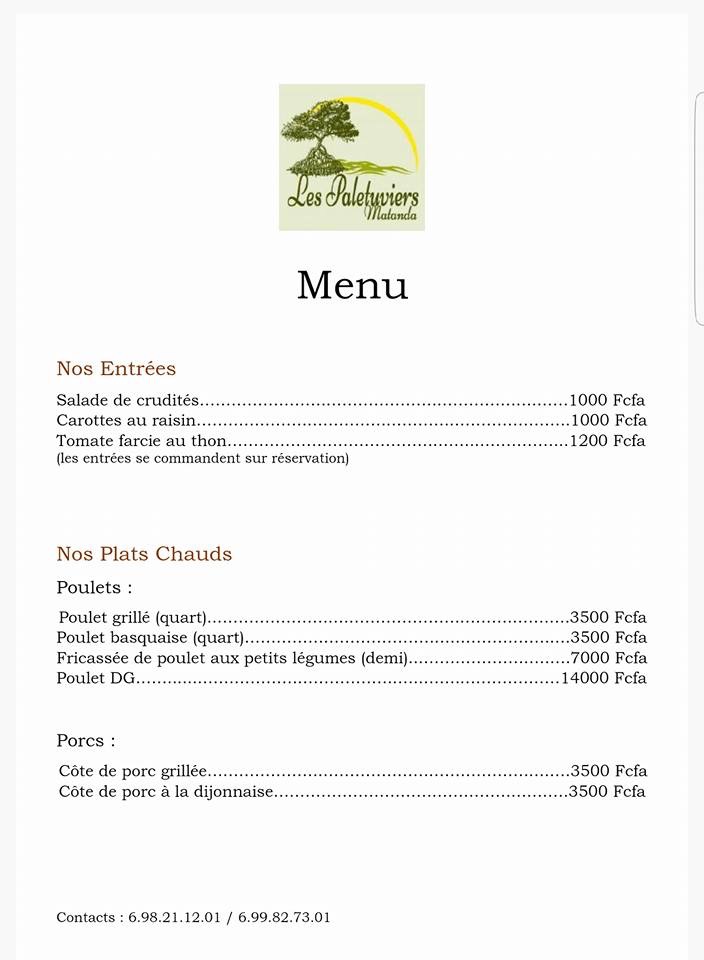 Les Paletuviers
Matanda
Menu
Nos Entrées
Salade de crudités......................................................................1000 Fcfa
Carottes au raisin.......................................................................1000 Fcfa
Tomate farcie au thon.................................................................1200 Fcfa
(les entrées se commandent sur réservation)
Nos Plats Chauds
Poulets :
Poulet grillé (quart).....................................................................3500 Fcfa
Poulet basquaise (quart)..............................................................3500 Fcfa
Fricassée de poulet aux petits légumes (demi)...............................7000 Fcfa
Poulet DG.................................................................................14000 Fcfa
Porcs :
Côte de porc grillée.....................................................................3500 Fcfa
Côte de porc à la dijonnaise........................................................3500 Fcfa
Contacts : 6.98.21.12.01 / 6.99.82.73.01